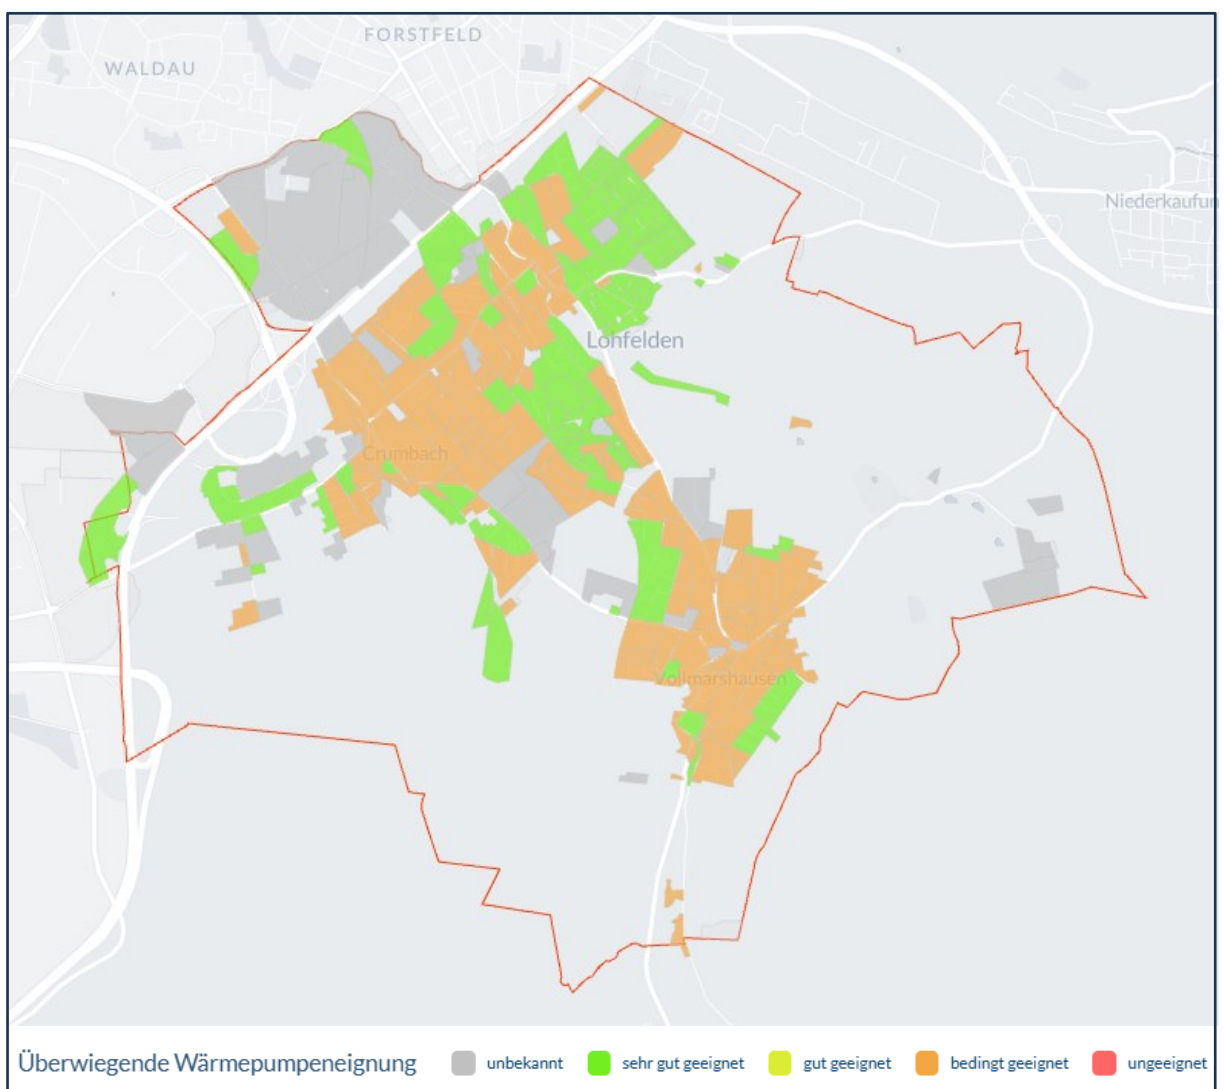 FORSTFELD
WALDAU
Niederkaufun
Lohfelden
Crumbach
Vollmarshausen
Überwiegende Wärmepumpeneignung unbekannt sehr gut geeignet gut geeignet bedingt geeignet ungeeignet